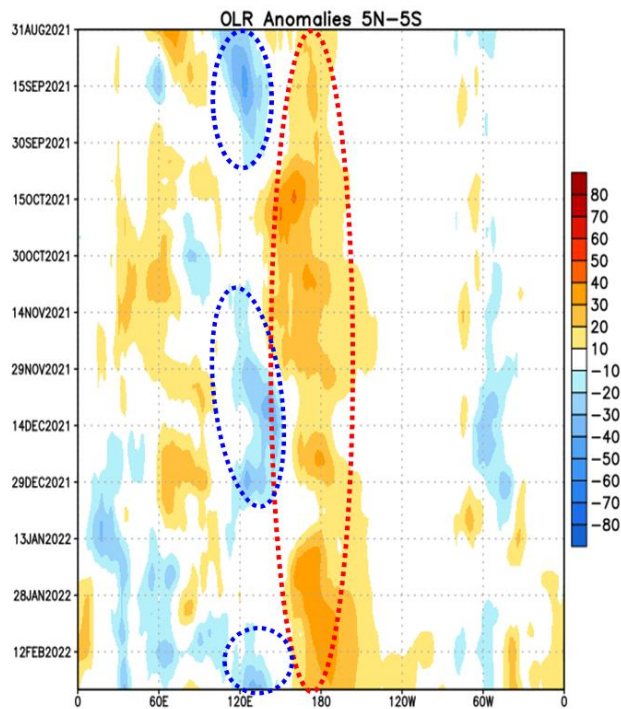 OLR Anomalies 5N-5S
31AUG2021
15SEP2021
30SEP2021
15OCT2021
30OCT2021
14NOV2021
29NOV2021
14DEC2021
29DEC2021
13JAN2022
28JAN2022
12FEB2022
0 60E 120E 180 120W 60W 0
80
70
60
50
40
30
20
10
-10
-20
-30
-40
-50
-60
-70
-80